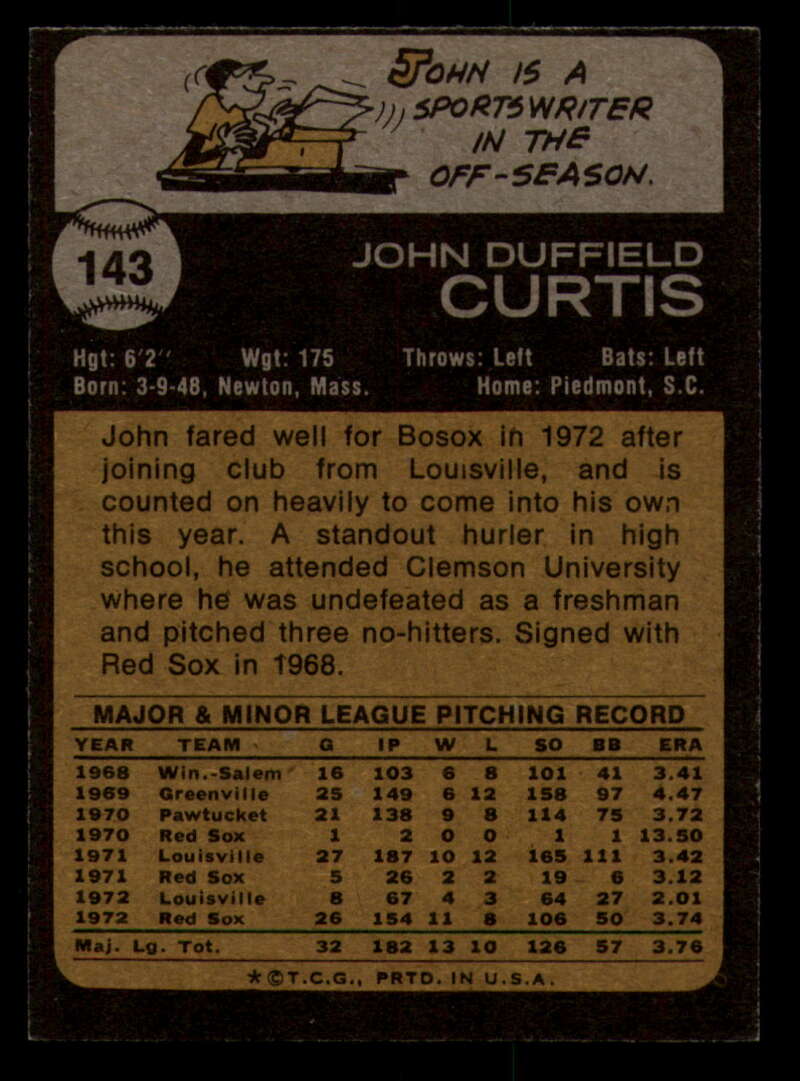 JOHN IS A
SPORTSWRITER
IN THE
OFF-SEASON.
143
JOHN DUFFIELD
CURTIS
Hgt: 6'2" Wgt: 175 Throws: Left Bats: Left
Born: 3-9-48, Newton, Mass. Home: Piedmont, S.C.
John fared well for Bosox in 1972 after
joining club from Louisville, and is
counted on heavily to come into his own
this year. A standout hurler in high
school, he attended Clemson University
where he was undefeated as a freshman
and pitched three no-hitters. Signed with
Red Sox in 1968.
MAJOR & MINOR LEAGUE PITCHING RECORD
YEAR TEAM G IP W L SO BB ERA
1968 Win.-Salem 16 103 6 8 101 41 3.41
1969 Greenville 25 149 6 12 158 97 4.47
1970 Pawtucket 21 138 9 8 114 75 3.72
1970 Red Sox 1 2 0 0 1 1 13.50
1971 Louisville 27 187 10 12 165 111 3.42
1971 Red Sox 5 26 2 2 19 6 3.12
1972 Louisville 8 67 4 3 64 27 2.01
1972 Red Sox 26 154 11 8 106 50 3.74
Maj. Lg. Tot. 32 182 13 10 126 57 3.76
*©T.C.G., PRTD. IN U.S.A.